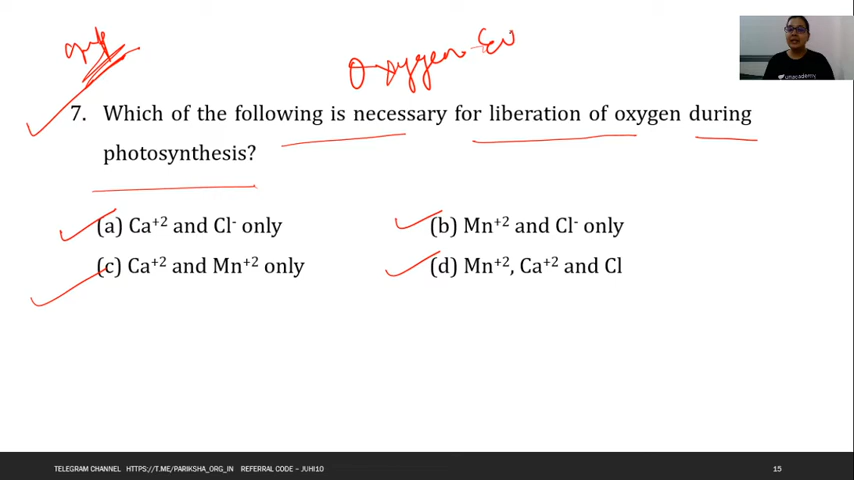 imp
Oxygen-Ev
unacademy
7. Which of the following is necessary for liberation of oxygen during
photosynthesis?
(a) Ca⁺² and Cl⁻ only
(b) Mn⁺² and Cl⁻ only
(c) Ca⁺² and Mn⁺² only
(d) Mn⁺², Ca⁺² and Cl
TELEGRAM CHANNEL HTTPS://T.ME/PARIKSHA_ORG_IN REFERRAL CODE – JUHI10
15